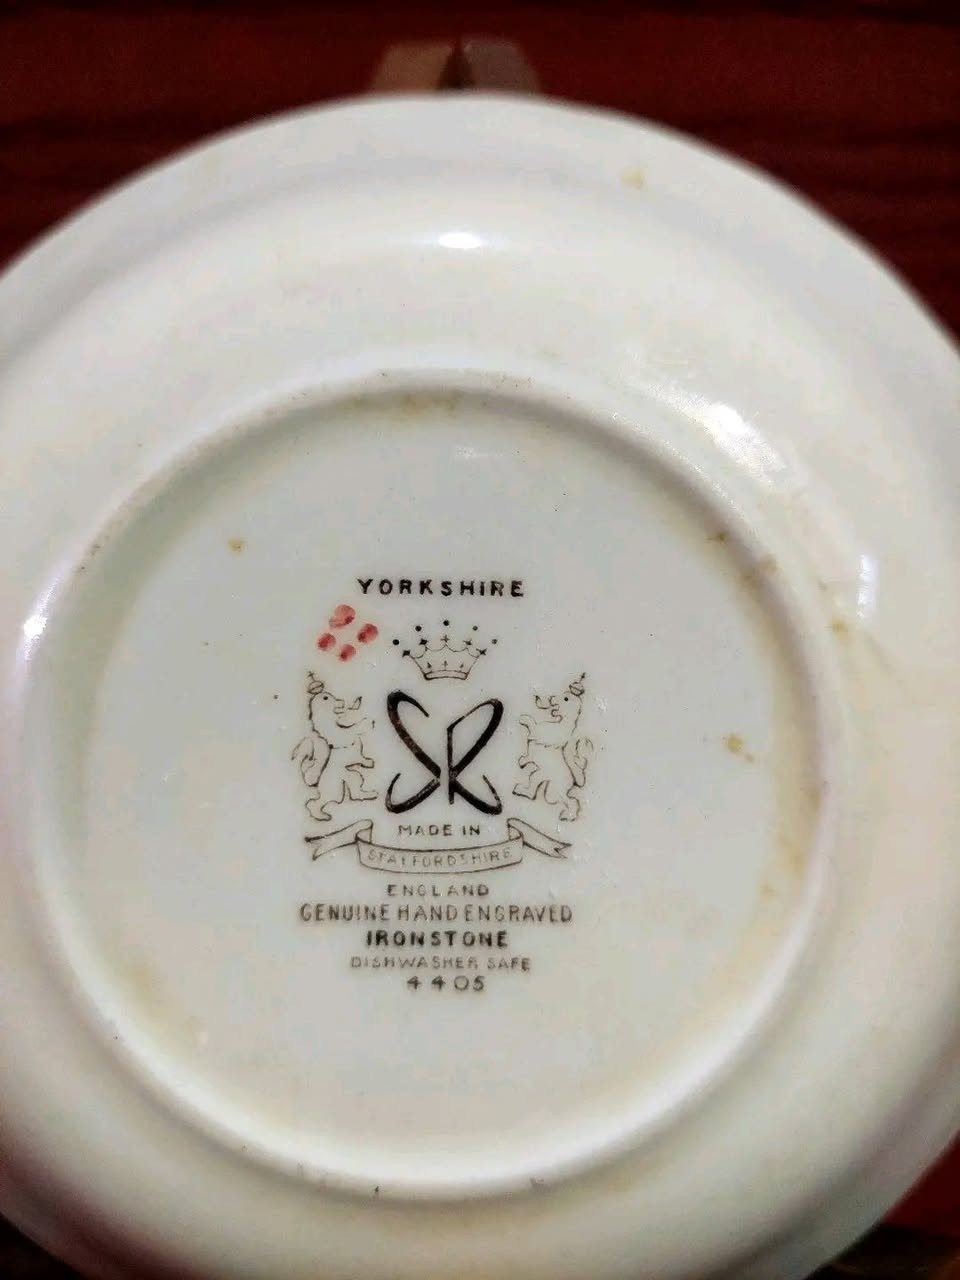 YORKSHIRE
SR
MADE IN
STAFFORDSHIRE
ENGLAND
GENUINE HAND ENGRAVED
IRONSTONE
DISHWASHER SAFE
4405